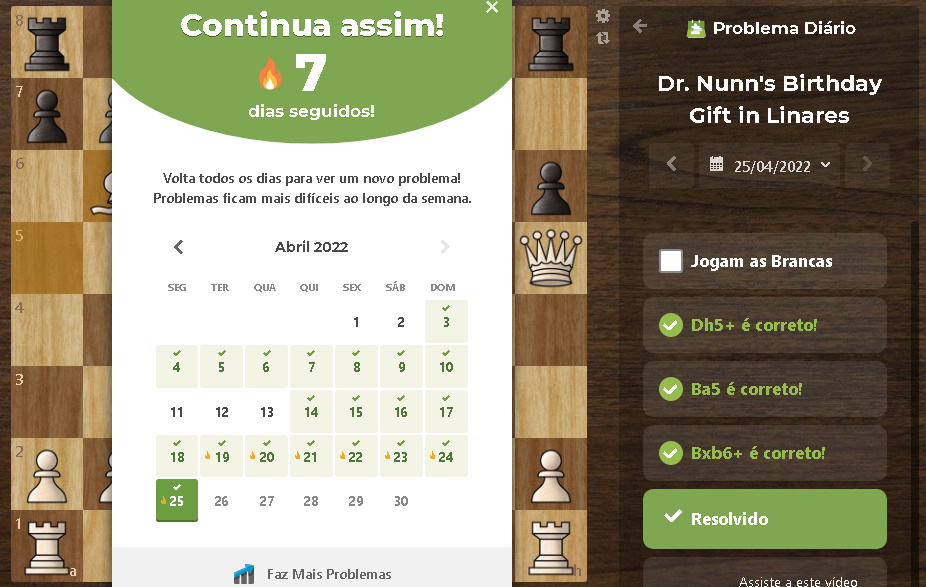 Continua assim!
7
dias seguidos!
Volta todos os dias para ver um novo problema!
Problemas ficam mais difíceis ao longo da semana.
Abril 2022
SEG TER QUA QUI SEX SÁB DOM
1 2 3
4 5 6 7 8 9 10
11 12 13 14 15 16 17
18 19 20 21 22 23 24
25 26 27 28 29 30
Faz Mais Problemas
8
7
6
5
4
3
2
1
a
h
Problema Diário
Dr. Nunn's Birthday
Gift in Linares
25/04/2022
Jogam as Brancas
Dh5+ é correto!
Ba5 é correto!
Bxb6+ é correto!
Resolvido
Assiste a este vídeo